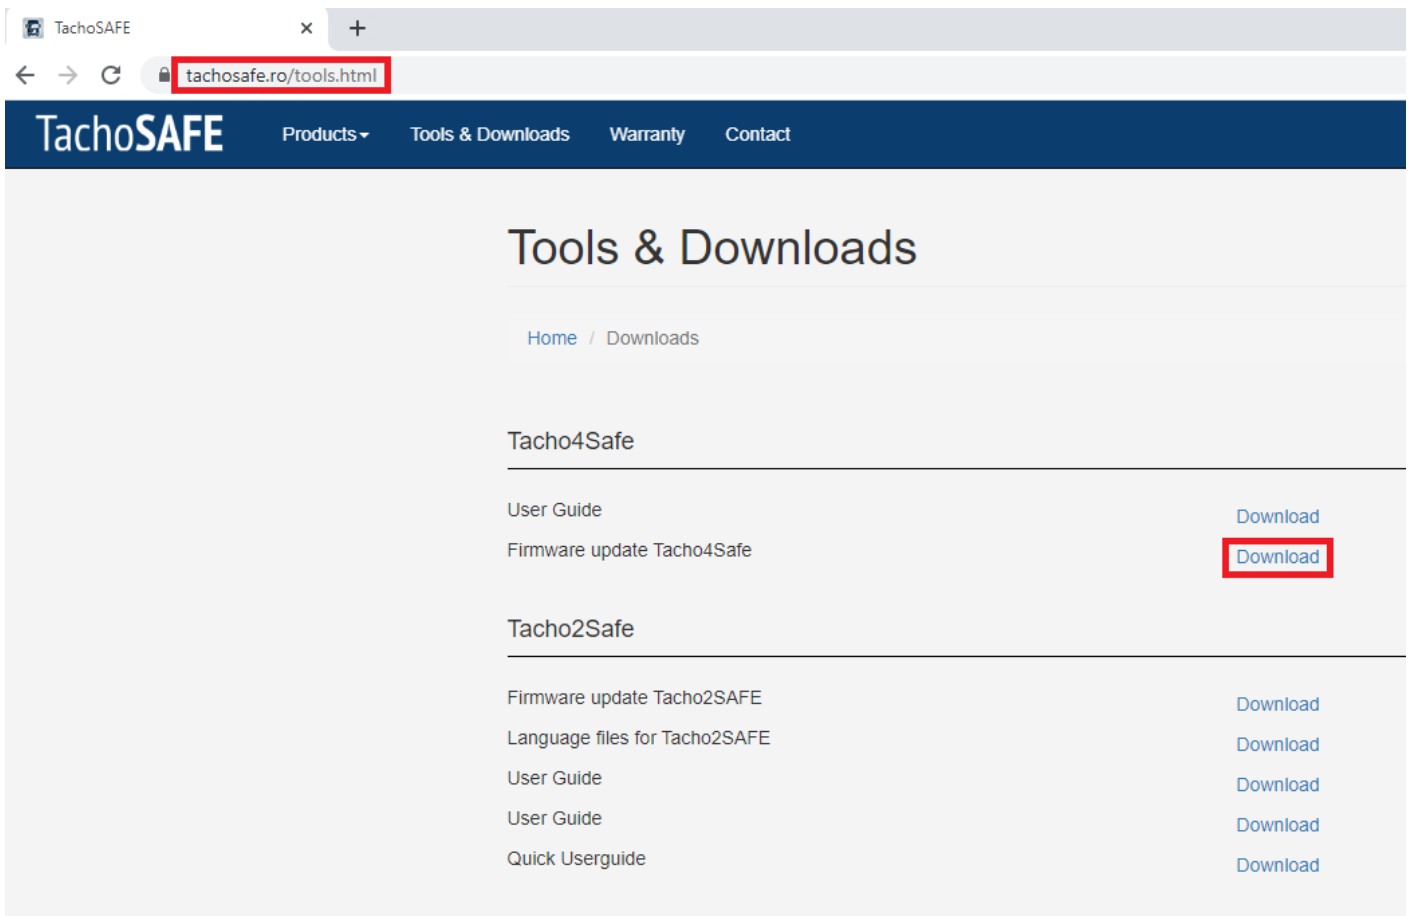 TachoSAFE
tachosafe.ro/tools.html
TachoSAFE Products Tools & Downloads Warranty Contact
Tools & Downloads
Home / Downloads
Tacho4Safe
User Guide Download
Firmware update Tacho4Safe Download
Tacho2Safe
Firmware update Tacho2SAFE Download
Language files for Tacho2SAFE Download
User Guide Download
User Guide Download
Quick Userguide Download